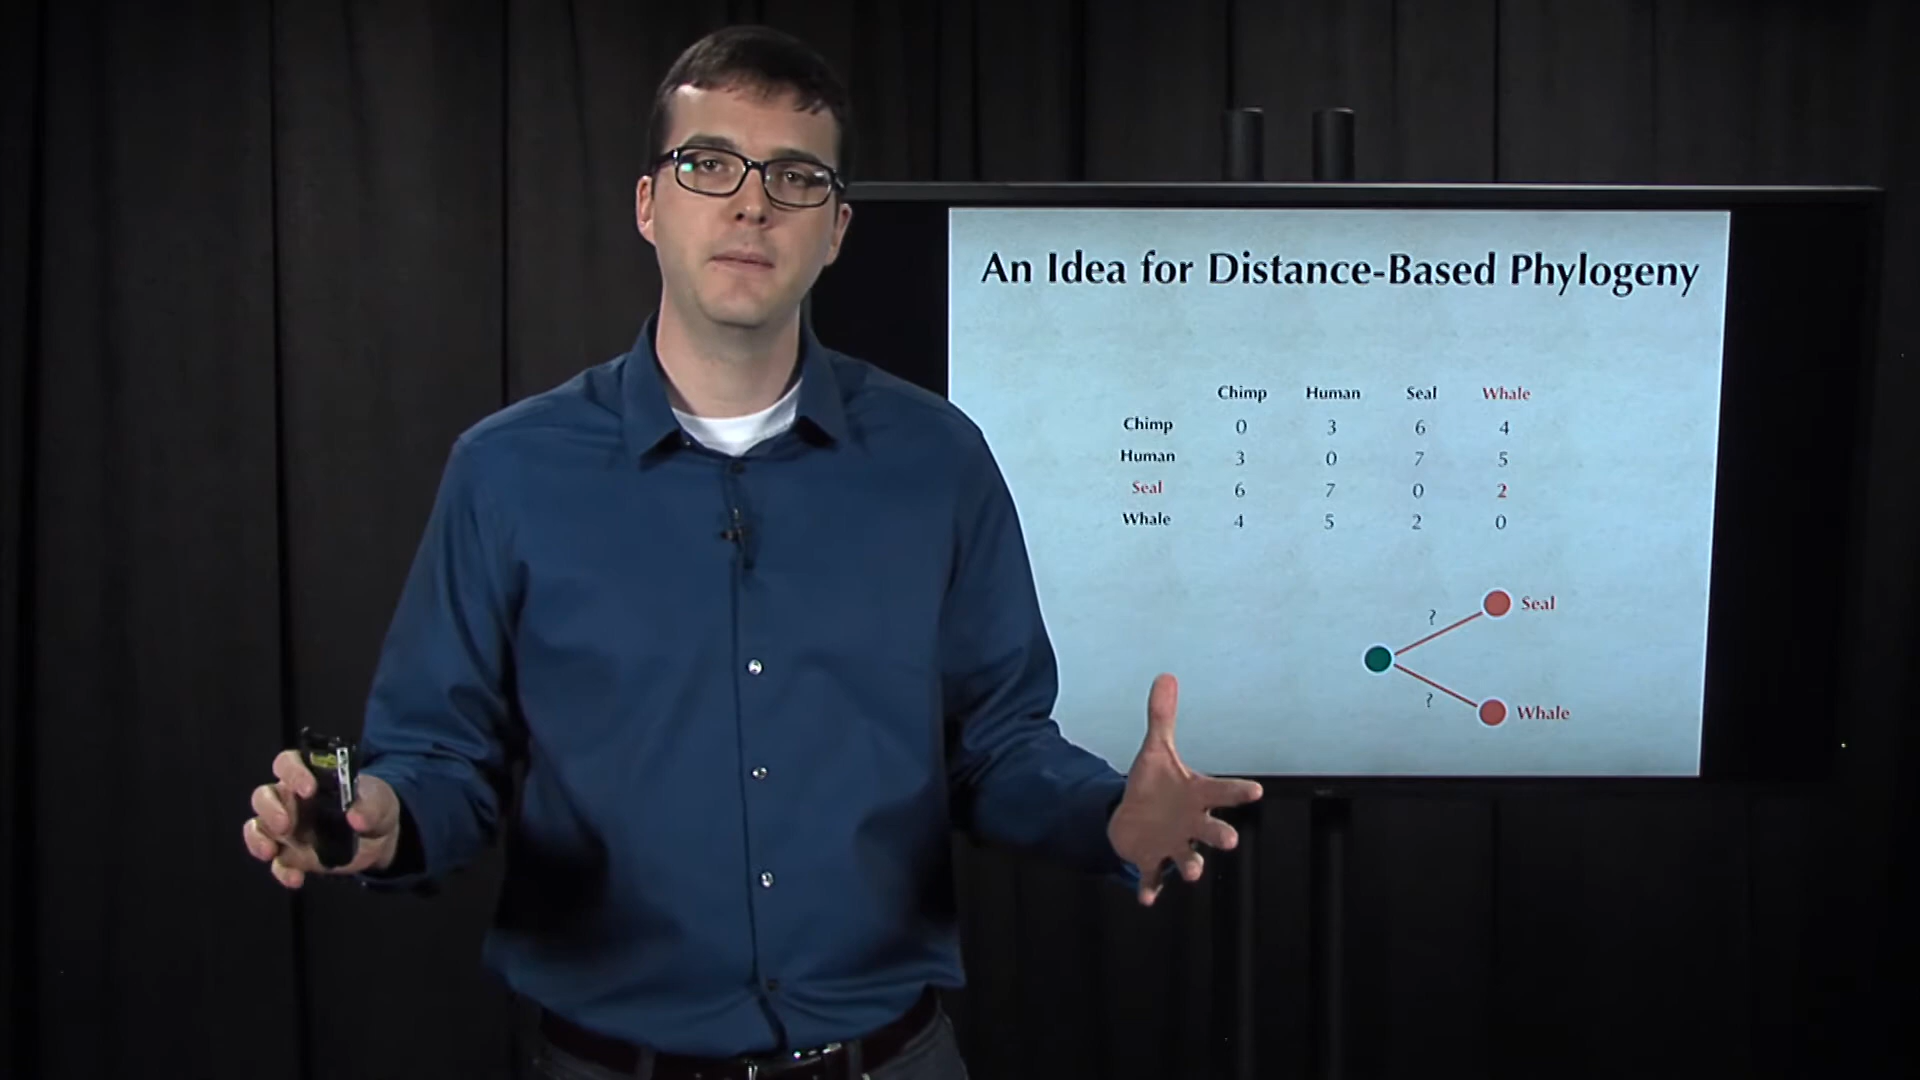 An Idea for Distance-Based Phylogeny
Chimp Human Seal Whale
Chimp 0 3 6 4
Human 3 0 7 5
Seal 6 7 0 2
Whale 4 5 2 0
? Seal
? Whale